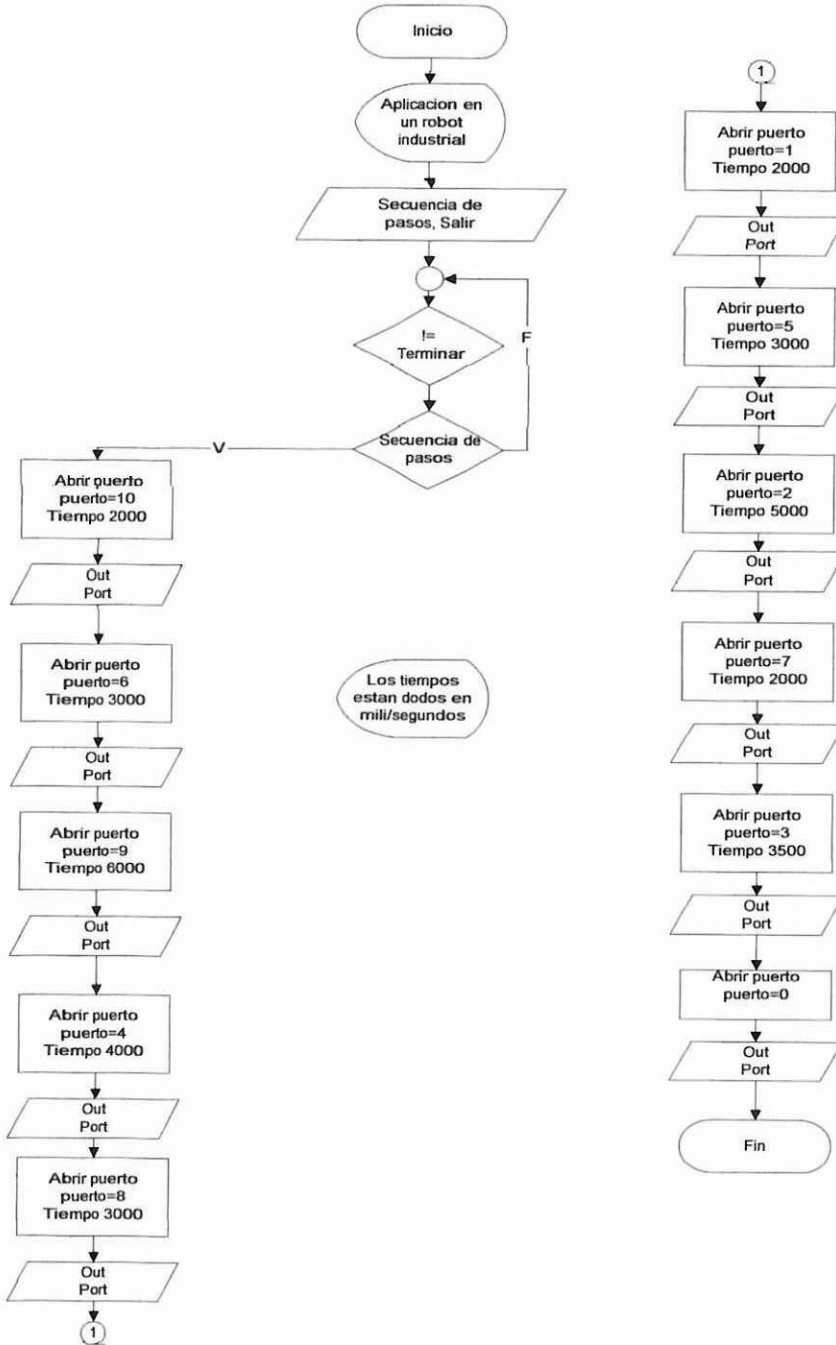 Inicio
Aplicacion en
un robot
industrial
Secuencia de
pasos, Salir
!=
Terminar
F
Secuencia de
pasos
V
Abrir puerto
puerto=10
Tiempo 2000
Out
Port
Abrir puerto
puerto=6
Tiempo 3000
Out
Port
Abrir puerto
puerto=9
Tiempo 6000
Out
Port
Abrir puerto
puerto=4
Tiempo 4000
Out
Port
Abrir puerto
puerto=8
Tiempo 3000
Out
Port
1
Los tiempos
estan dodos en
mili/segundos
1
Abrir puerto
puerto=1
Tiempo 2000
Out
Port
Abrir puerto
puerto=5
Tiempo 3000
Out
Port
Abrir puerto
puerto=2
Tiempo 5000
Out
Port
Abrir puerto
puerto=7
Tiempo 2000
Out
Port
Abrir puerto
puerto=3
Tiempo 3500
Out
Port
Abrir puerto
puerto=0
Out
Port
Fin